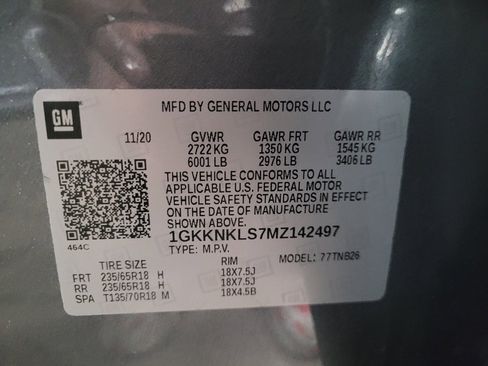 GM
MFD BY GENERAL MOTORS LLC
11/20 GVWR GAWR FRT GAWR RR
2722 KG 1350 KG 1545 KG
6001 LB 2976 LB 3406 LB
THIS VEHICLE CONFORMS TO ALL
APPLICABLE U.S. FEDERAL MOTOR
VEHICLE SAFETY STANDARDS IN EFFECT
ON THE DATE OF MANUFACTURE
SHOWN ABOVE.
1GKKNKLS7MZ142497
464C TYPE: M.P.V. MODEL: 77TNB26
TIRE SIZE RIM
FRT 235/65R18 H 18X7.5J
RR 235/65R18 H 18X7.5J
SPA T135/70R18 M 18X4.5B